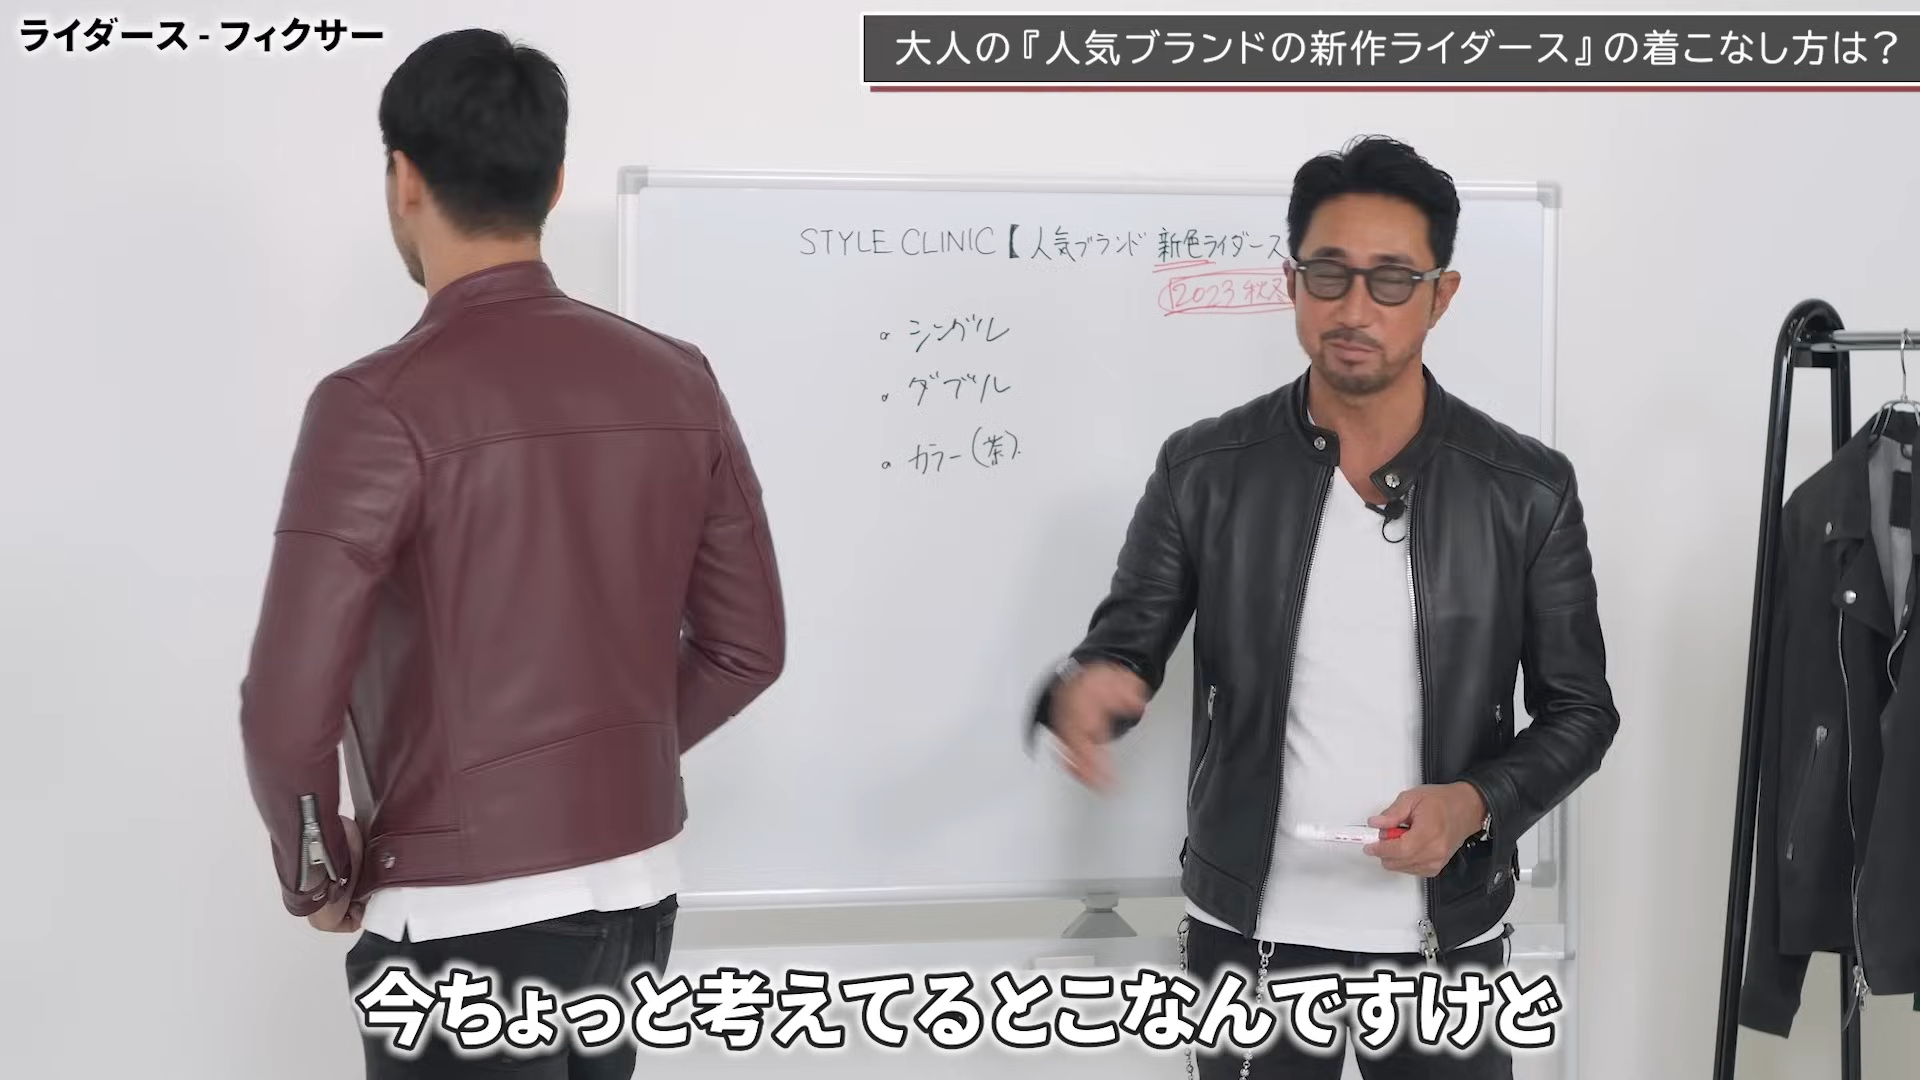 ライダース - フィクサー
大人の『人気ブランドの新作ライダース』の着こなし方は？
STYLE CLINIC【人気ブランド 新色ライダース
2023 秋冬
シングル
ダブル
カラー(茶).
今ちょっと考えてるとこなんですけど